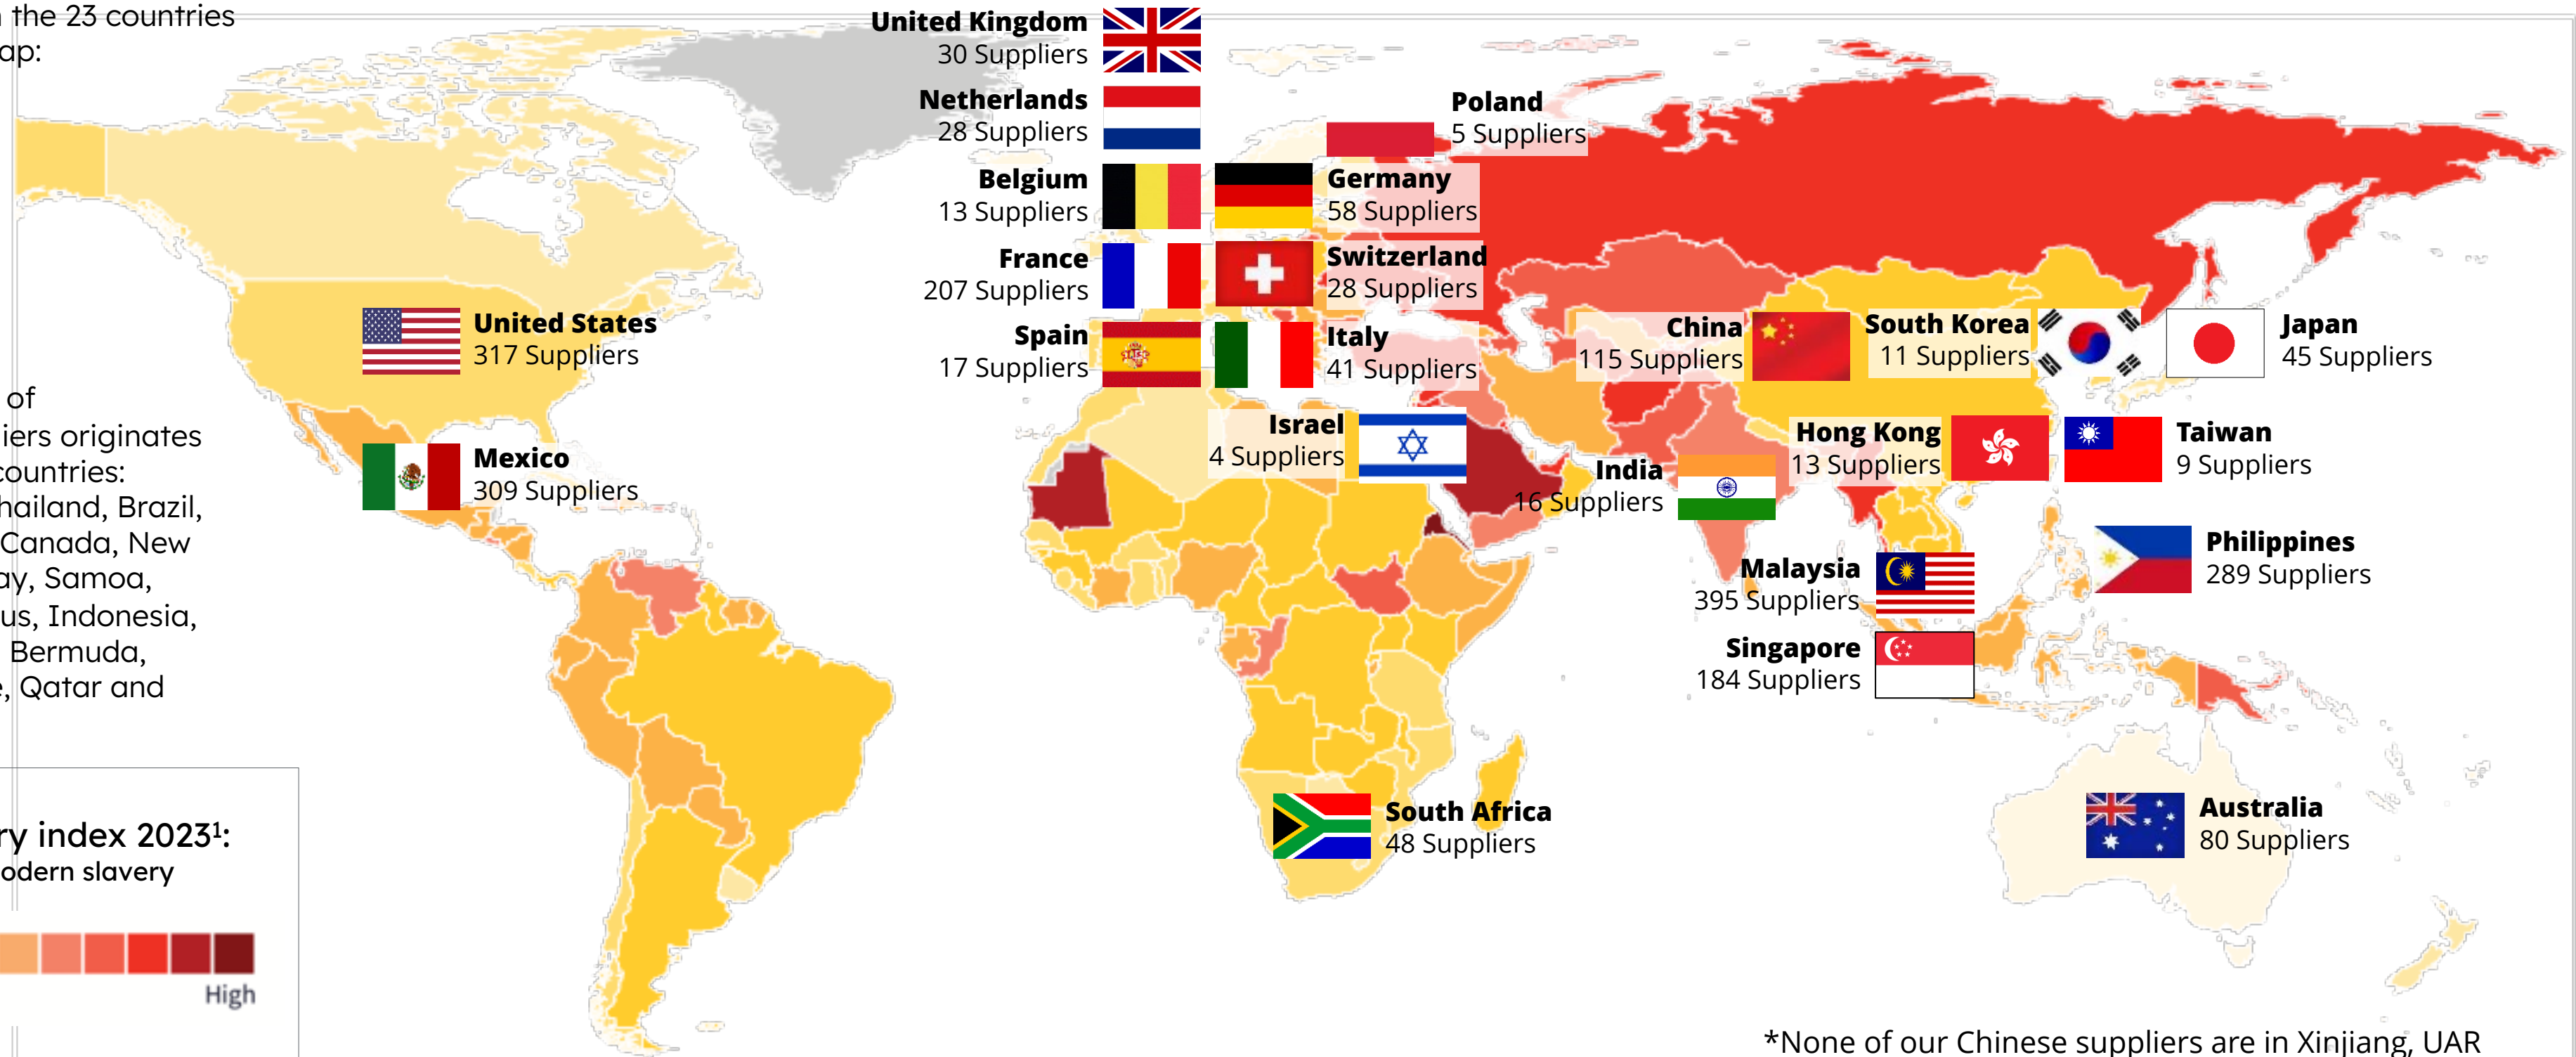 the 23 countries
ap:
of
iers originates
countries:
hailand, Brazil,
Canada, New
ay, Samoa,
us, Indonesia,
Bermuda,
e, Qatar and
ry index 2023¹:
odern slavery
High
United Kingdom
30 Suppliers
Netherlands
28 Suppliers
Belgium
13 Suppliers
France
207 Suppliers
Spain
17 Suppliers
Poland
5 Suppliers
Germany
58 Suppliers
Switzerland
28 Suppliers
Italy
41 Suppliers
United States
317 Suppliers
Mexico
309 Suppliers
Israel
4 Suppliers
China
115 Suppliers
South Korea
11 Suppliers
Japan
45 Suppliers
India
16 Suppliers
Hong Kong
13 Suppliers
Taiwan
9 Suppliers
Malaysia
395 Suppliers
Singapore
184 Suppliers
Philippines
289 Suppliers
South Africa
48 Suppliers
Australia
80 Suppliers
*None of our Chinese suppliers are in Xinjiang, UAR